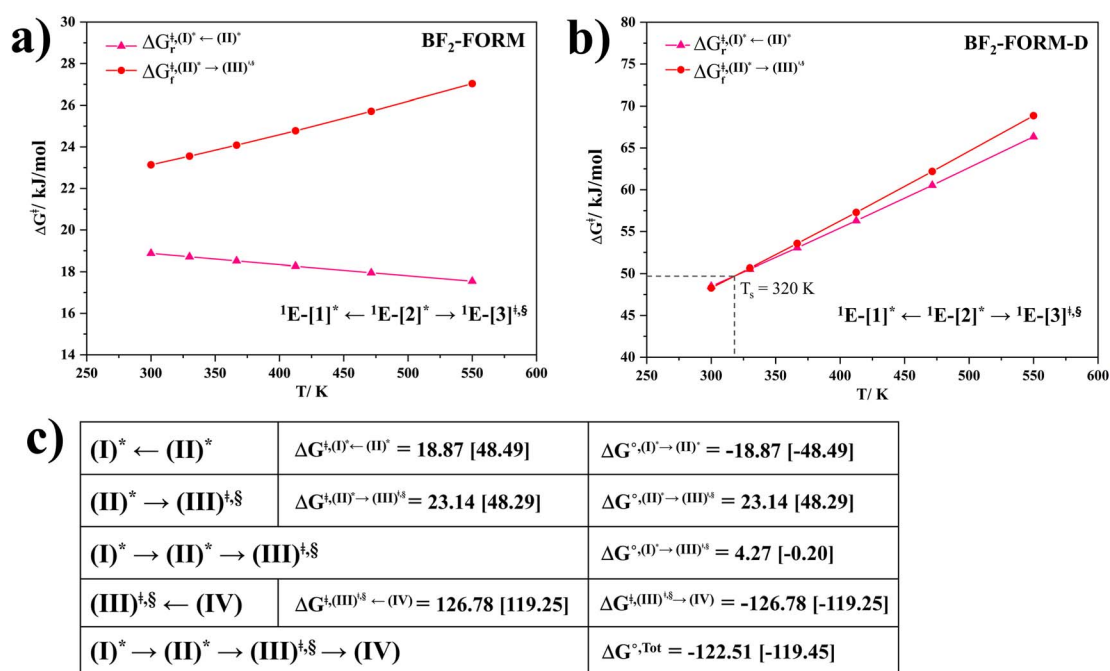 a)
BF₂-FORM
ΔG_r^{‡,(I)* ← (II)*}
ΔG_f^{‡,(II)* → (III)^{‡,§}}
30
28
26
24
22
20
18
16
14
ΔG‡/ kJ/mol
¹E-[1]* ← ¹E-[2]* → ¹E-[3]^{‡,§}
250 300 350 400 450 500 550 600
T/ K
b)
BF₂-FORM-D
ΔG_r^{‡,(I)* ← (II)*}
ΔG_f^{‡,(II)* → (III)^{‡,§}}
80
75
70
65
60
55
50
45
40
ΔG‡/ kJ/mol
Tₛ = 320 K
¹E-[1]* ← ¹E-[2]* → ¹E-[3]^{‡,§}
250 300 350 400 450 500 550 600
T/ K
c)
(I)* ← (II)* ΔG^{‡,(I)* ← (II)*} = 18.87 [48.49] ΔG^{°,(I)* → (II)*} = -18.87 [-48.49]
(II)* → (III)^{‡,§} ΔG^{‡,(II)* → (III)^{‡,§}} = 23.14 [48.29] ΔG^{°,(II)* → (III)^{‡,§}} = 23.14 [48.29]
(I)* → (II)* → (III)^{‡,§} ΔG^{°,(I)* → (III)^{‡,§}} = 4.27 [-0.20]
(III)^{‡,§} ← (IV) ΔG^{‡,(III)^{‡,§} ← (IV)} = 126.78 [119.25] ΔG^{‡,(III)^{‡,§} → (IV)} = -126.78 [-119.25]
(I)* → (II)* → (III)^{‡,§} → (IV) ΔG^{°,Tot} = -122.51 [-119.45]